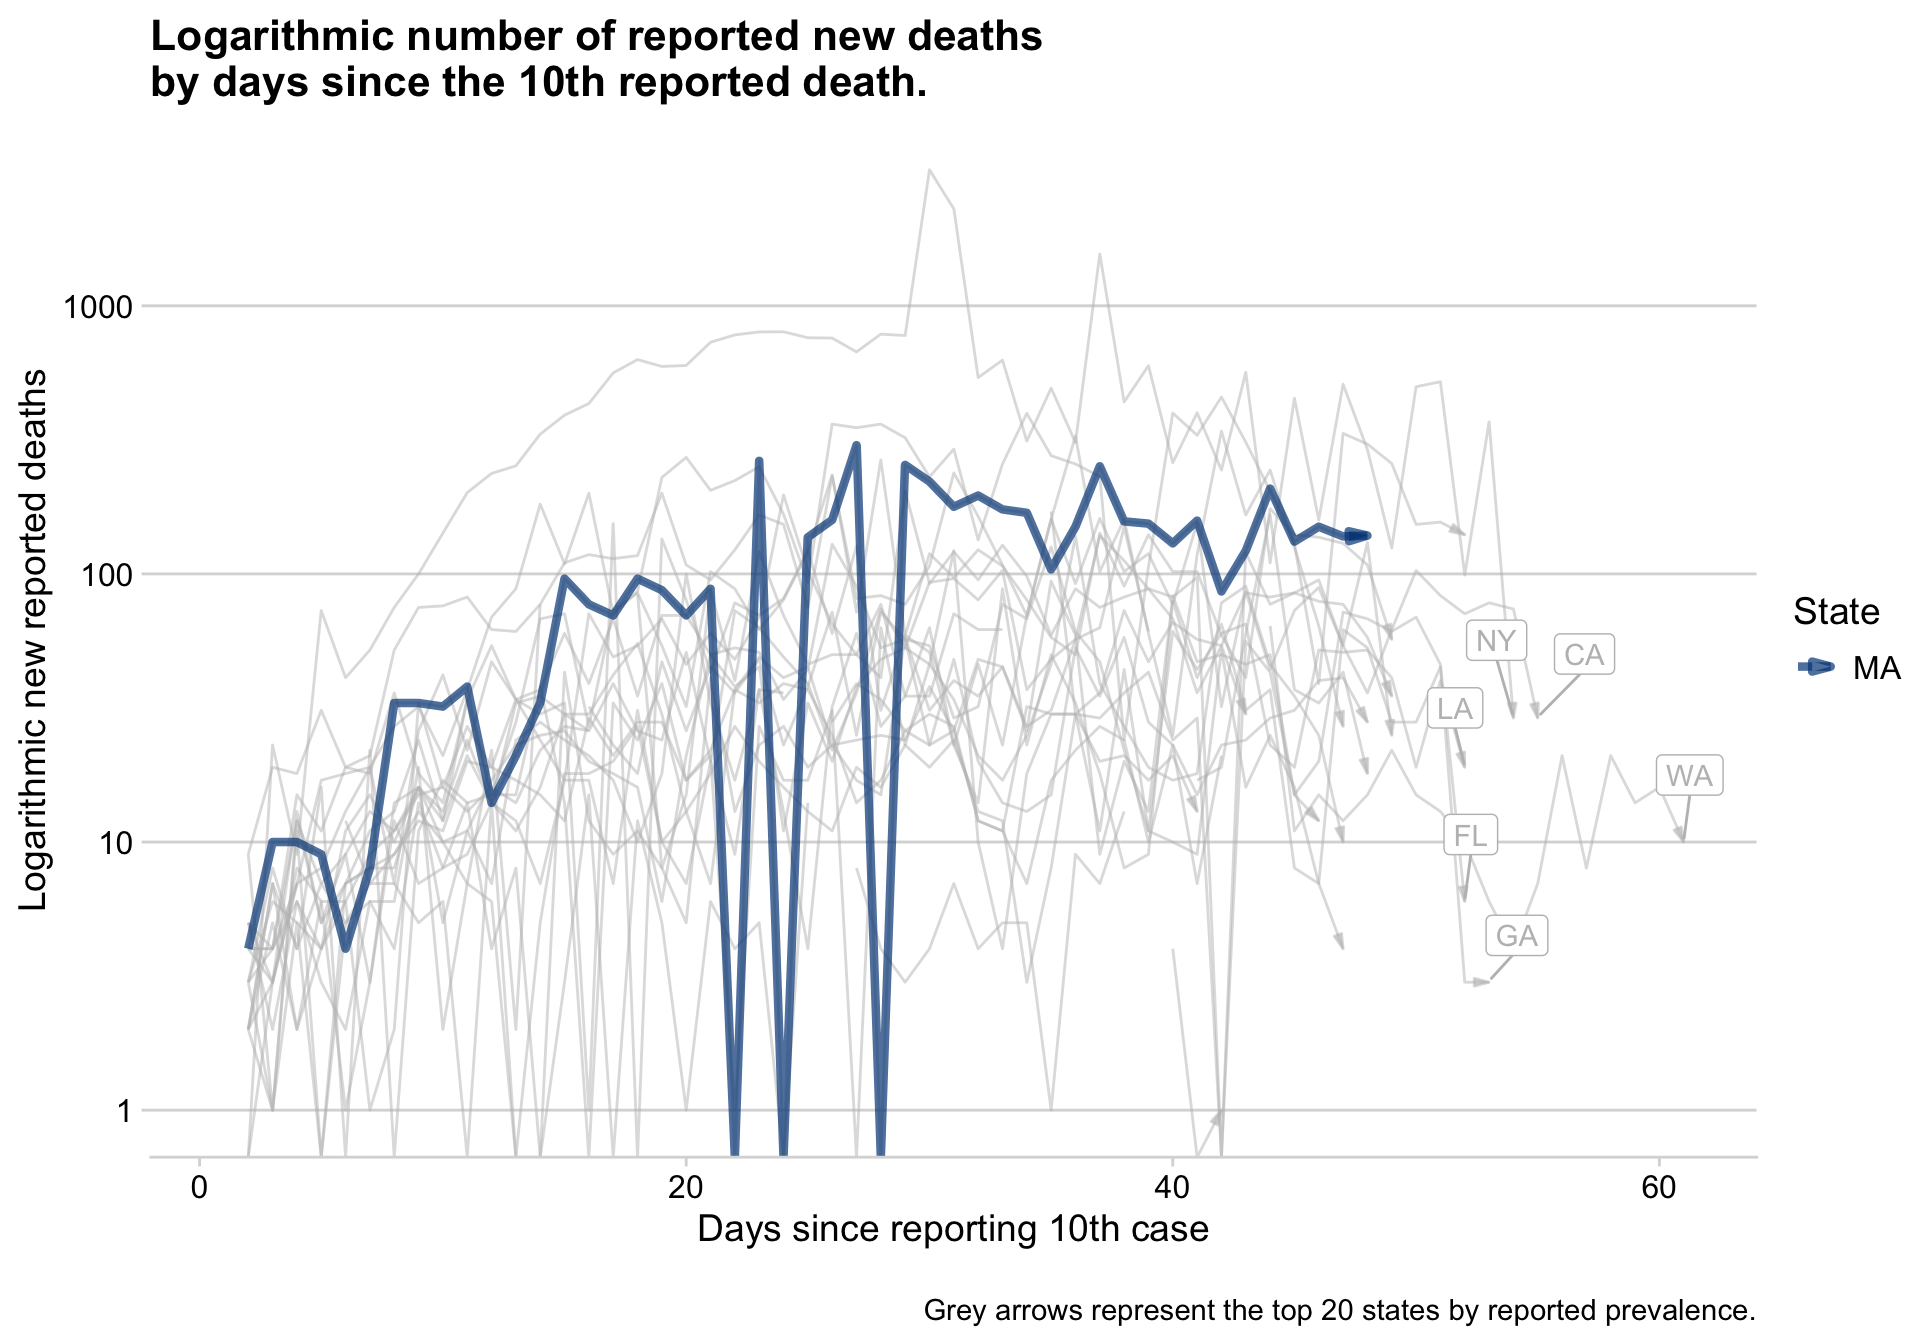 Logarithmic number of reported new deaths
by days since the 10th reported death.
Logarithmic new reported deaths
1000
100
10
1
NY
CA
LA
WA
FL
GA
State
MA
0
20
40
60
Days since reporting 10th case
Grey arrows represent the top 20 states by reported prevalence.